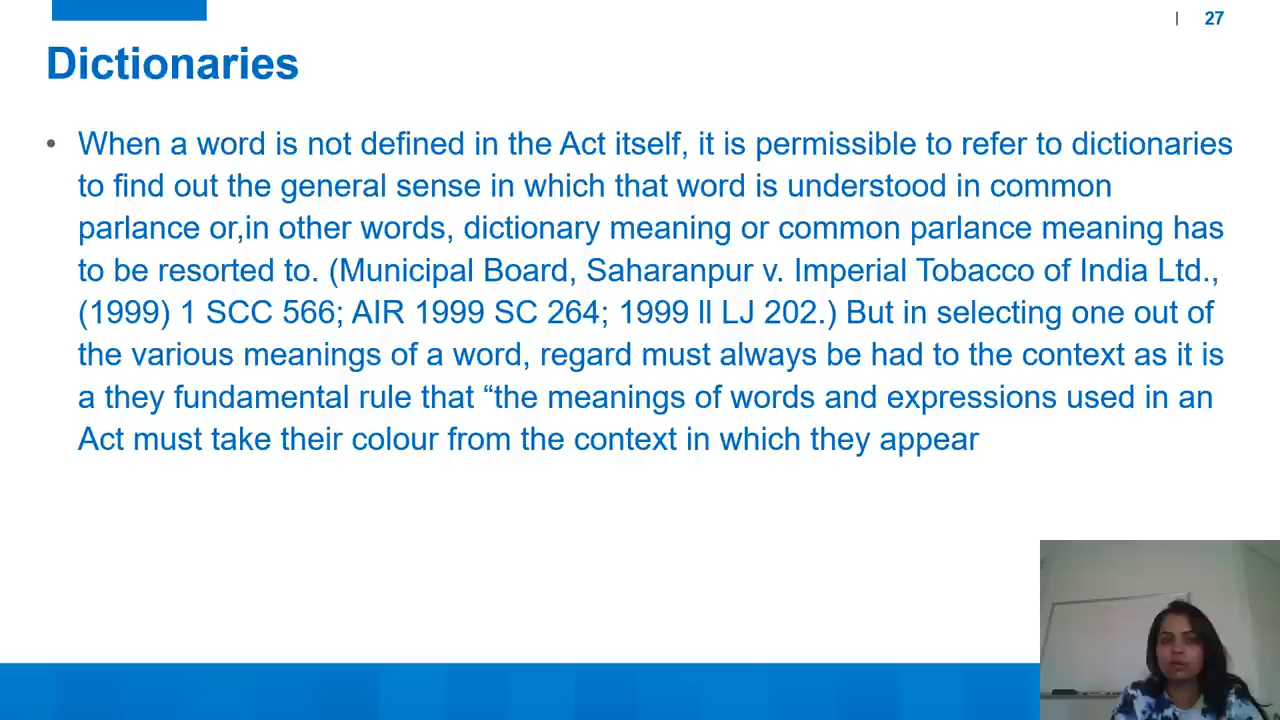 | 27
Dictionaries
• When a word is not defined in the Act itself, it is permissible to refer to dictionaries
to find out the general sense in which that word is understood in common
parlance or,in other words, dictionary meaning or common parlance meaning has
to be resorted to. (Municipal Board, Saharanpur v. Imperial Tobacco of India Ltd.,
(1999) 1 SCC 566; AIR 1999 SC 264; 1999 ll LJ 202.) But in selecting one out of
the various meanings of a word, regard must always be had to the context as it is
a they fundamental rule that “the meanings of words and expressions used in an
Act must take their colour from the context in which they appear